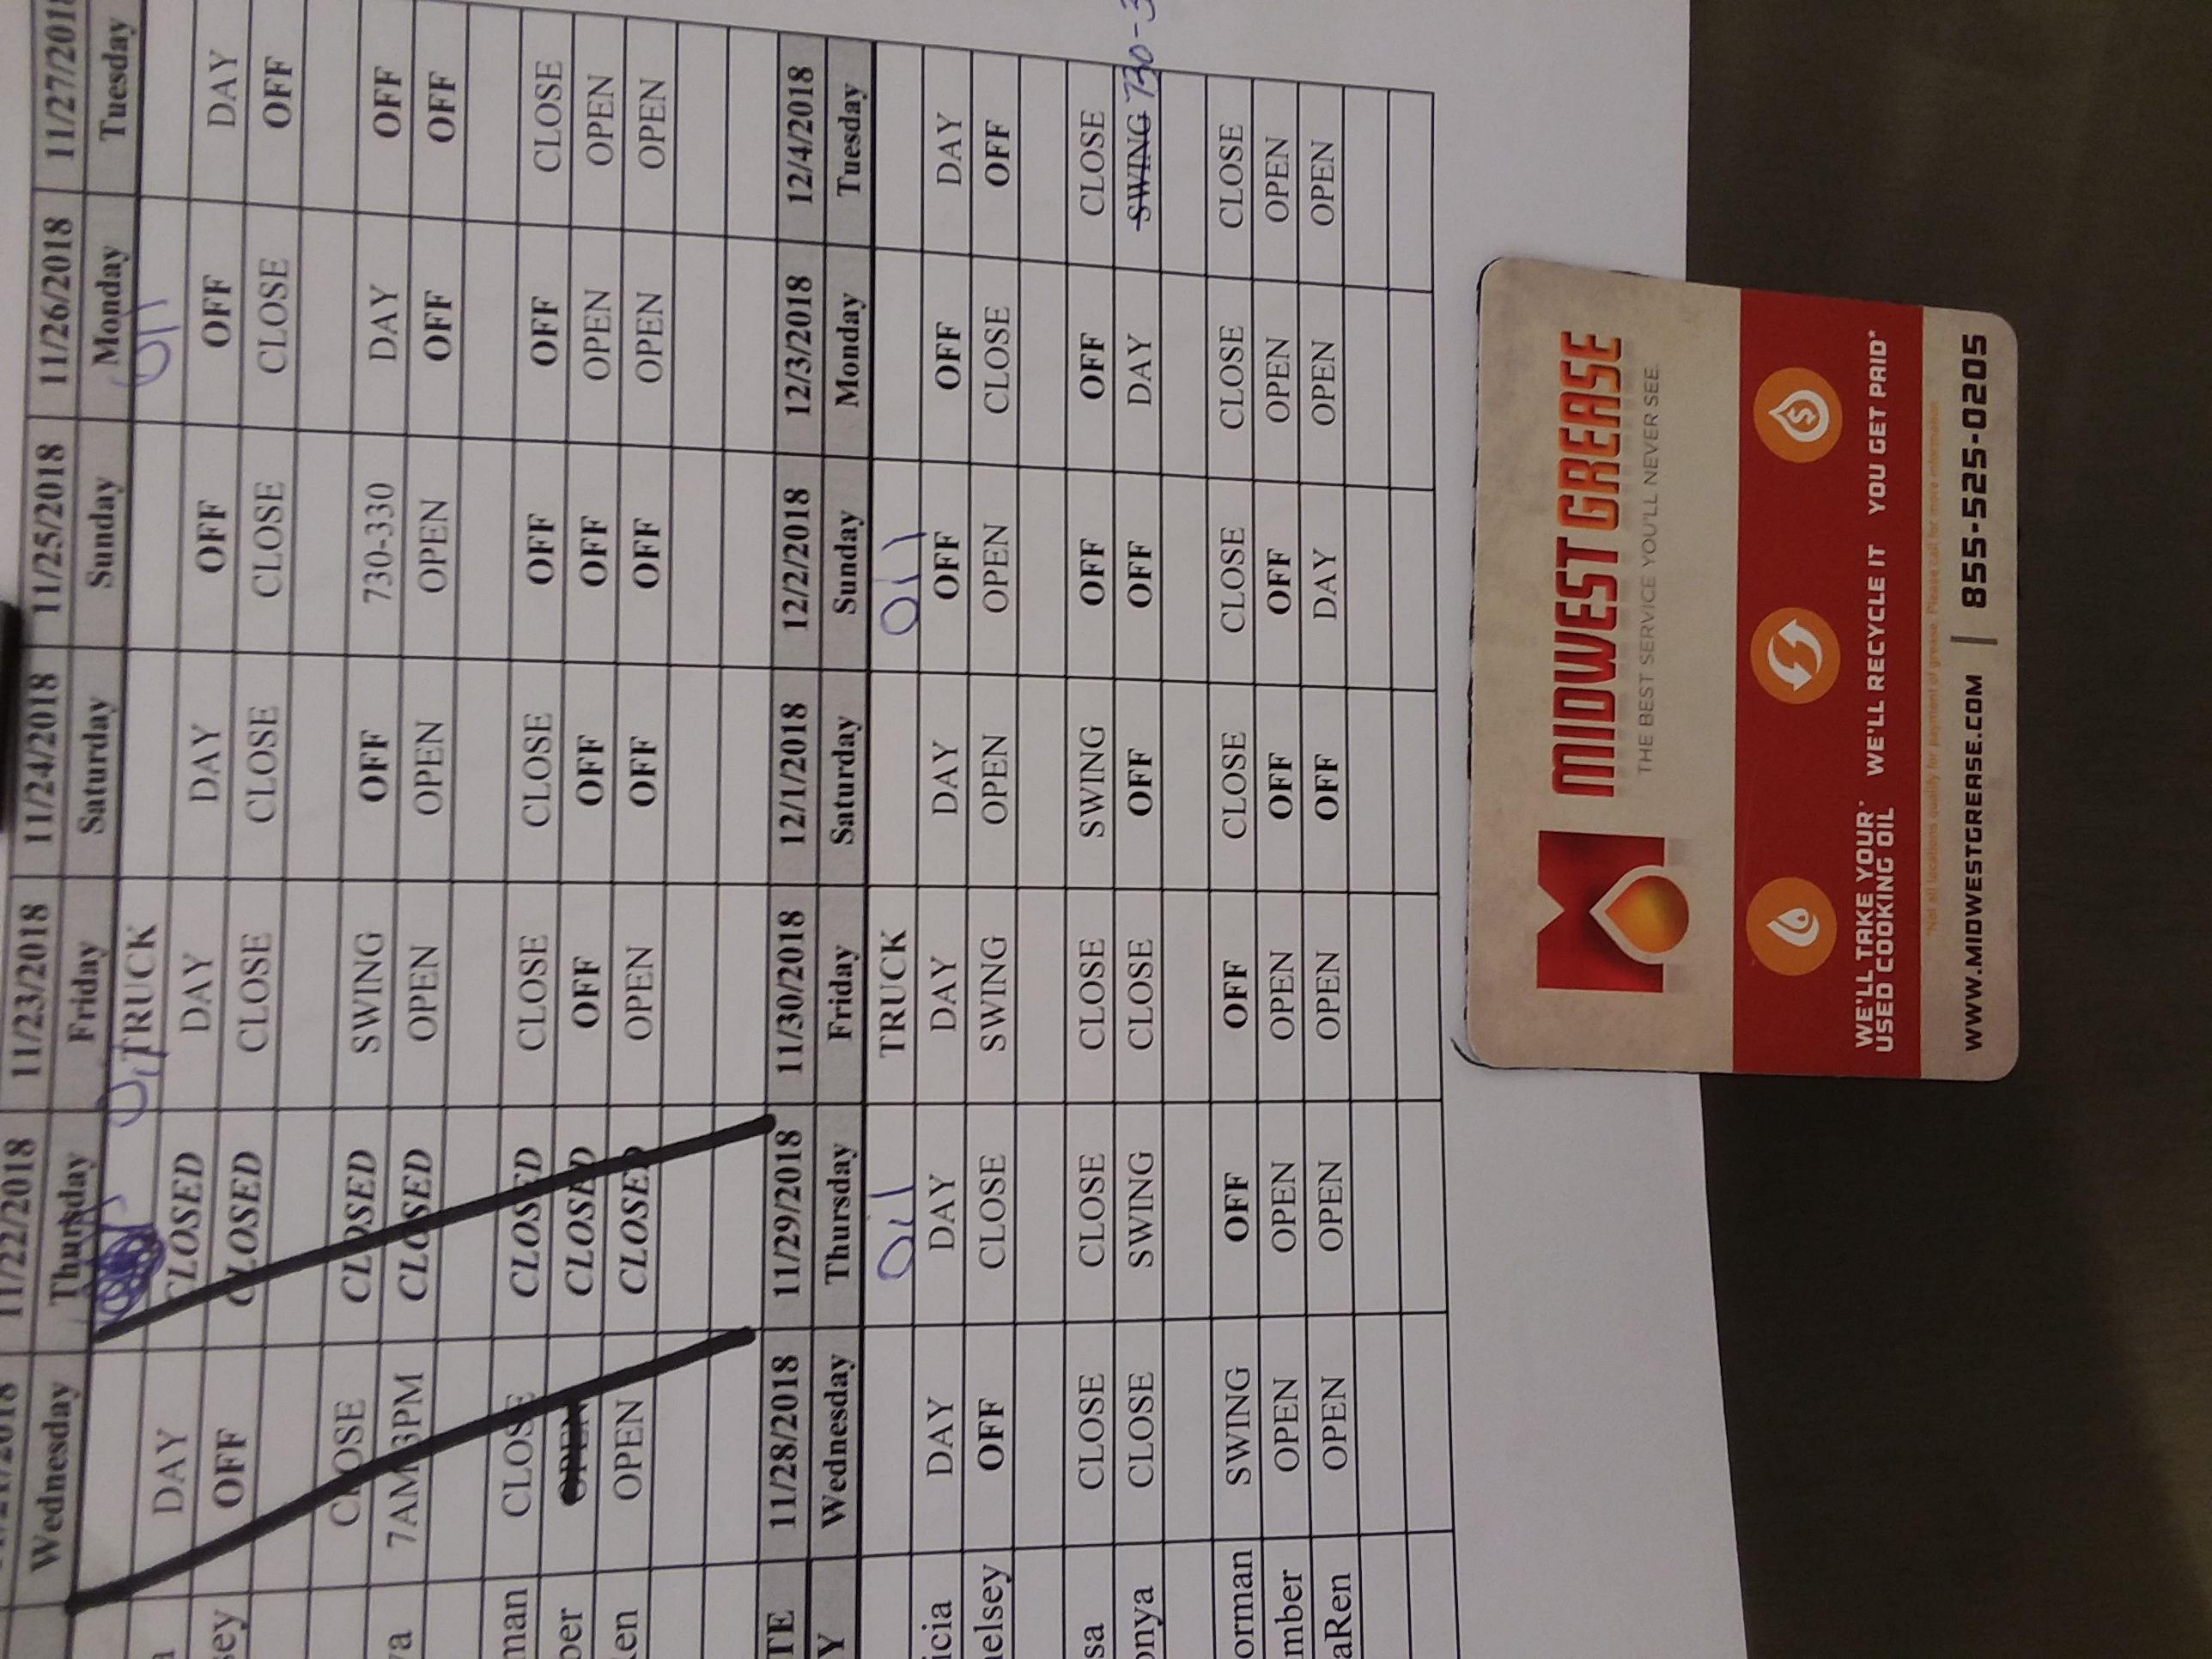 11/21/2018 11/22/2018 11/23/2018 11/24/2018 11/25/2018 11/26/2018 11/27/2018
Wednesday Thursday Friday Saturday Sunday Monday Tuesday
Oil TRUCK Oil
a DAY CLOSED DAY DAY OFF OFF DAY
sey OFF CLOSED CLOSE CLOSE CLOSE CLOSE OFF
CLOSE CLOSED SWING OFF 730-330 DAY OFF
ya 7AM-3PM CLOSED OPEN OPEN OPEN OFF OFF
man CLOSE CLOSED CLOSE CLOSE OFF OFF CLOSE
ber OPEN CLOSED OFF OFF OFF OPEN OPEN
Ren OPEN CLOSED OPEN OFF OFF OPEN OPEN
TE 11/28/2018 11/29/2018 11/30/2018 12/1/2018 12/2/2018 12/3/2018 12/4/2018
Y Wednesday Thursday Friday Saturday Sunday Monday Tuesday
Oil TRUCK Oil
icia DAY DAY DAY DAY OFF OFF DAY
helsey OFF CLOSE SWING OPEN OPEN CLOSE OFF
sa CLOSE CLOSE CLOSE SWING OFF OFF CLOSE
onya CLOSE SWING CLOSE OFF OFF DAY SWING 730-3
orman SWING OFF OFF CLOSE CLOSE CLOSE CLOSE
mber OPEN OPEN OPEN OFF OFF OPEN OPEN
aRen OPEN OPEN OPEN OFF DAY OPEN OPEN
MIDWEST GREASE
THE BEST SERVICE YOU'LL NEVER SEE.
WE'LL TAKE YOUR*
USED COOKING OIL
WE'LL RECYCLE IT
YOU GET PAID*
*Not all locations qualify for payment of grease. Please call for more information.
WWW.MIDWESTGREASE.COM | 855-525-0205